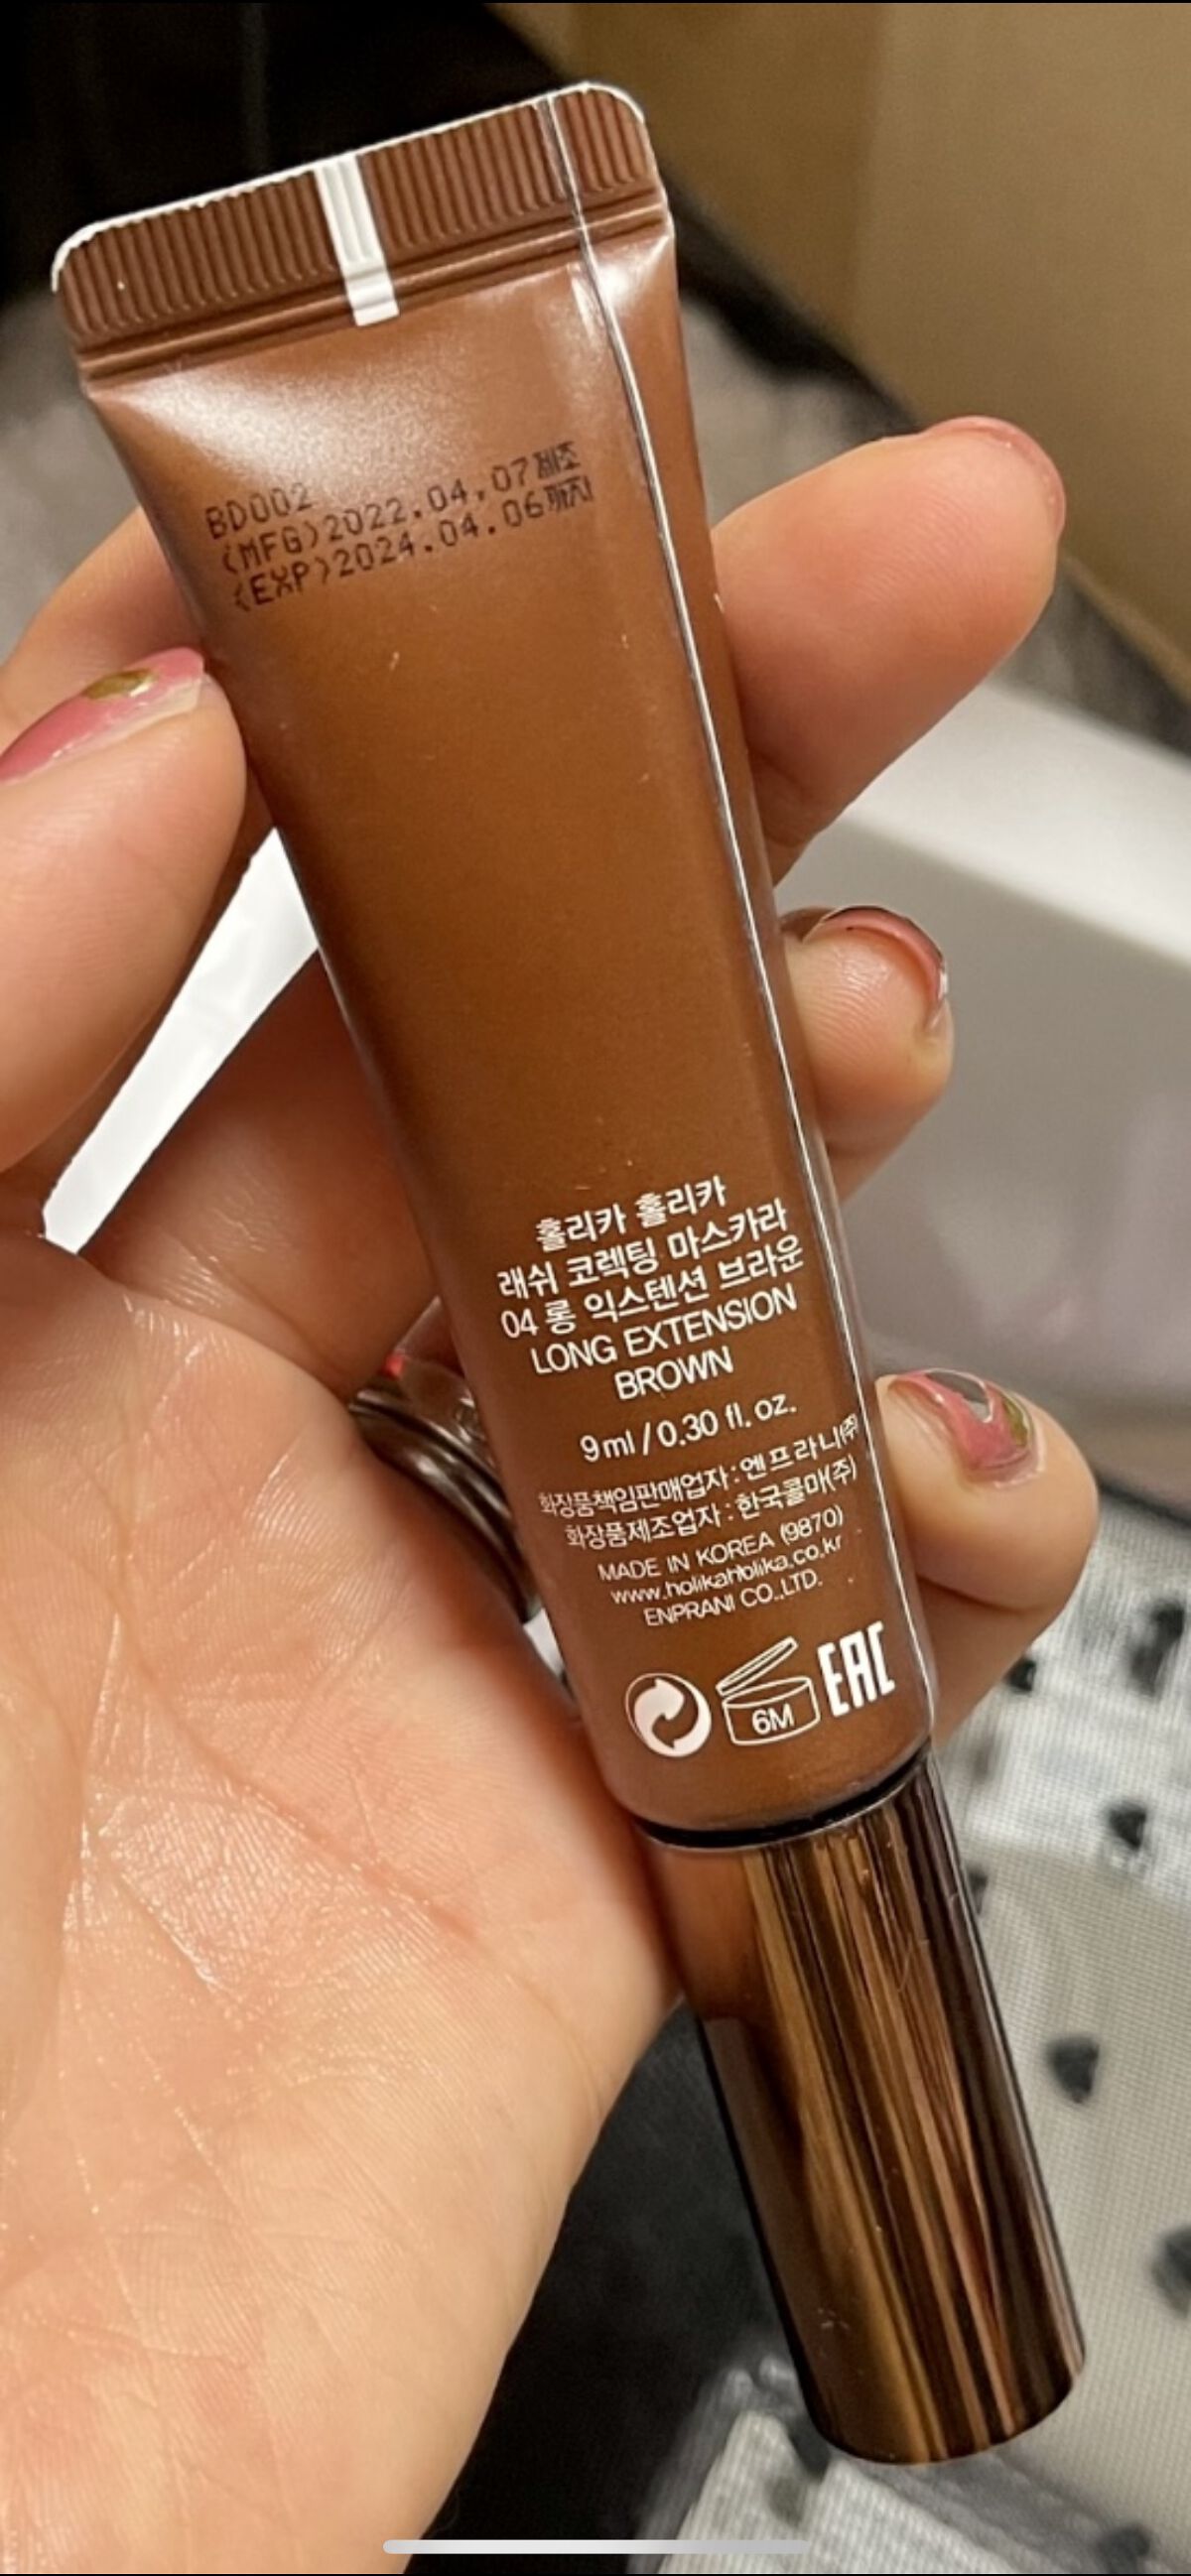 BD002
(MFG)2022.04.07제조
(EXP)2024.04.06까지
홀리카 홀리카
래쉬 코렉팅 마스카라
04 롱 익스텐션 브라운
LONG EXTENSION
BROWN
9ml/0.30 fl. oz.
화장품책임판매업자:엔프라니(주)
화장품제조업자:한국콜마(주)
MADE IN KOREA (9870)
www.holikaholika.co.kr
ENPRANI CO.,LTD.
6M
EAC